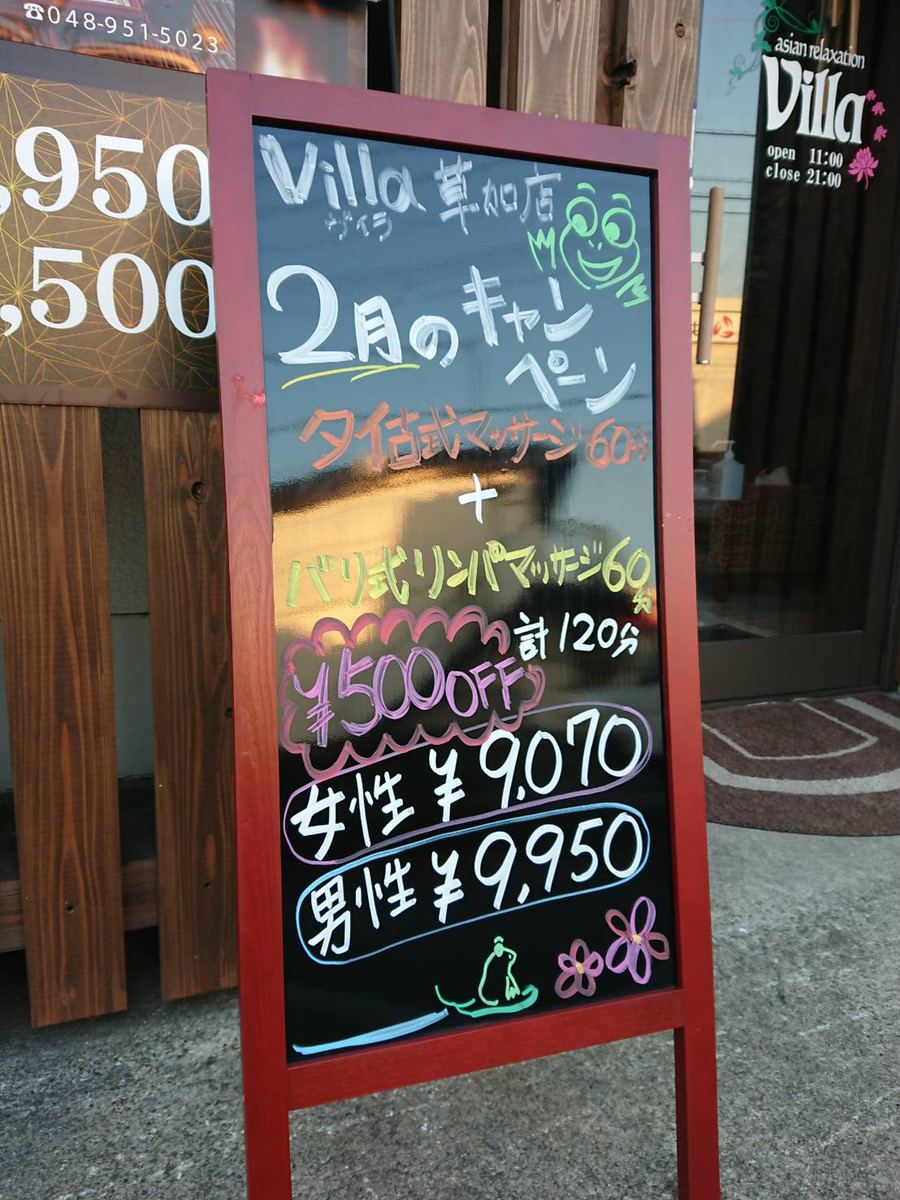 ☎048-951-5023
,950
,500
asian relaxation
Villa
open 11:00
close 21:00
Villa 草加店
ヴィラ
2月のキャン
ペーン
タイ古式マッサージ60分
+
バリ式リンパマッサージ60分
計120分
¥500OFF
女性¥9,070
男性¥9,950